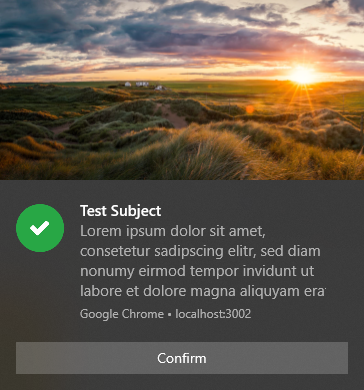 Test Subject
Lorem ipsum dolor sit amet,
consetetur sadipscing elitr, sed diam
nonumy eirmod tempor invidunt ut
labore et dolore magna aliquyam era
Google Chrome • localhost:3002
Confirm